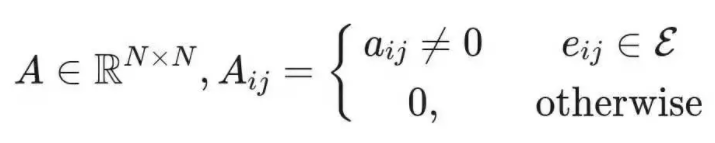 A ∈ ℝ^{N×N}, A_{ij} = { a_{ij} ≠ 0    e_{ij} ∈ ℰ
0,    otherwise